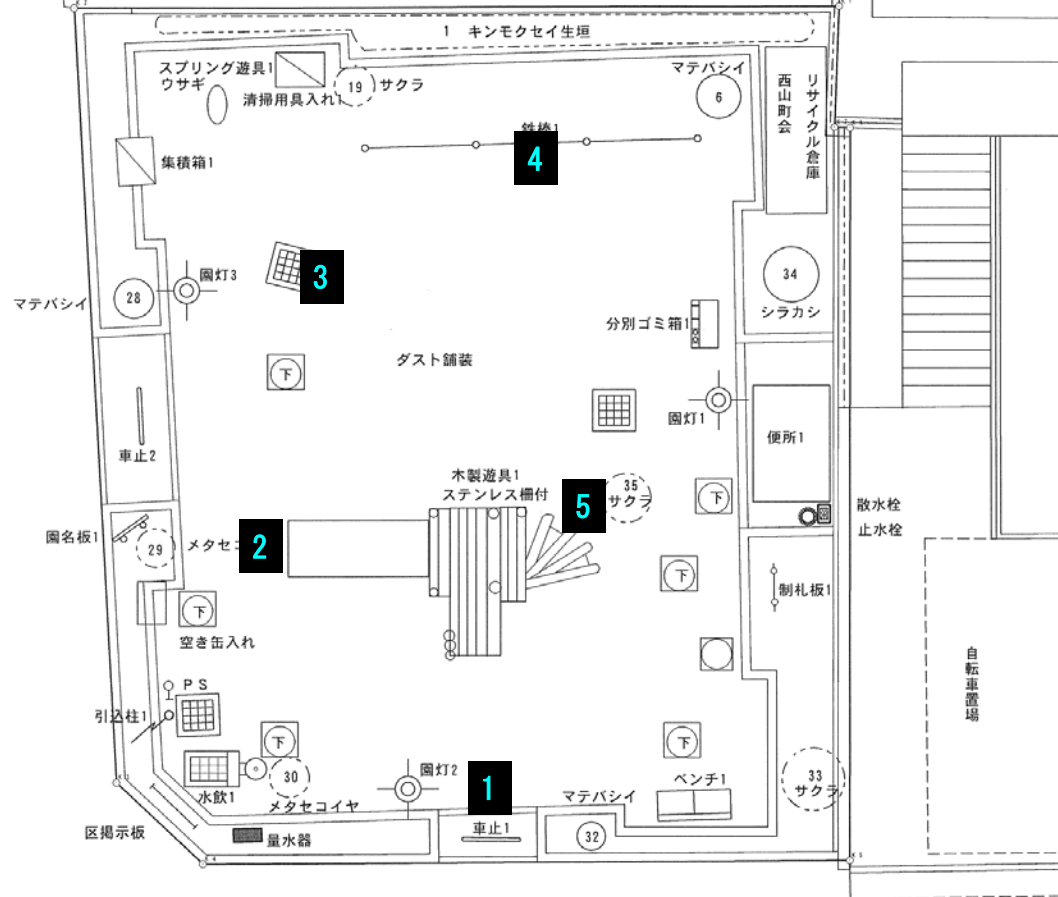 1 キンモクセイ生垣
スプリング遊具1
ウサギ
清掃用具入れ1
19
サクラ
マテバシイ
6
西山町会
リサイクル倉庫
鉄棒1
4
集積箱1
園灯3
3
マテバシイ
28
34
シラカシ
分別ゴミ箱1
下
ダスト舗装
園灯1
便所1
車止2
木製遊具1
ステンレス柵付
35
サクラ
5
下
散水栓
止水栓
園名板1
29
メタセコ
2
下
制札板1
下
空き缶入れ
自転車置場
PS
引込柱1
下
下
水飲1
30
メタセコイヤ
園灯2
1
マテバシイ
ベンチ1
33
サクラ
区掲示板
量水器
車止1
32